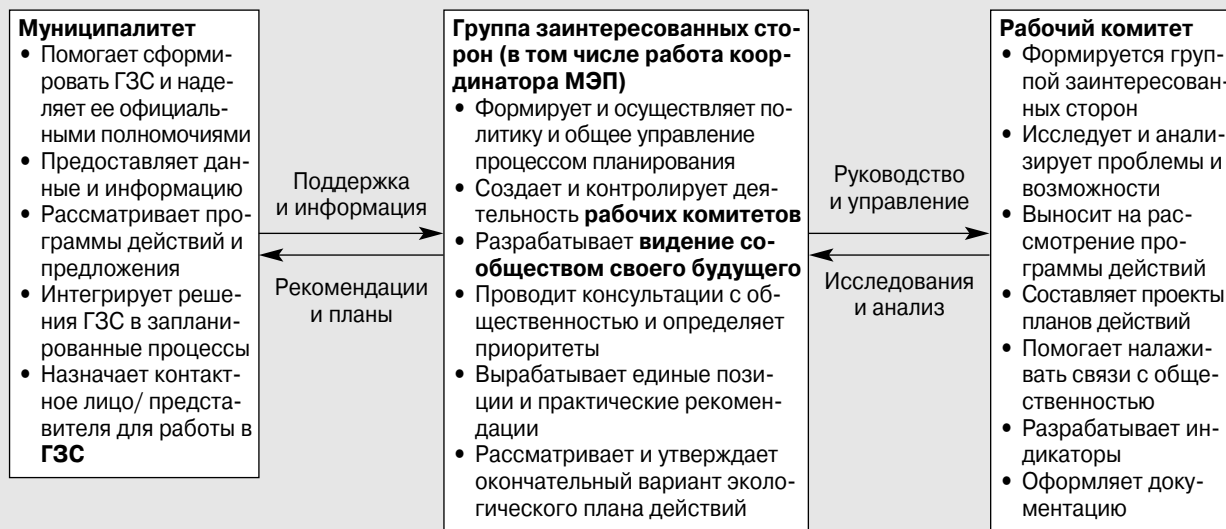 Муниципалитет
• Помогает сформи-
ровать ГЗС и наде-
ляет ее официаль-
ными полномочиями
• Предоставляет дан-
ные и информацию
• Рассматривает про-
граммы действий и
предложения
• Интегрирует реше-
ния ГЗС в заплани-
рованные процессы
• Назначает контакт-
ное лицо/ предста-
вителя для работы в
ГЗС
Поддержка
и информация
Рекомендации
и планы
Группа заинтересованных сто-
рон (в том числе работа коор-
динатора МЭП)
• Формирует и осуществляет по-
литику и общее управление
процессом планирования
• Создает и контролирует дея-
тельность рабочих комитетов
• Разрабатывает видение со-
обществом своего будущего
• Проводит консультации с об-
щественностью и определяет
приоритеты
• Вырабатывает единые пози-
ции и практические рекомен-
дации
• Рассматривает и утверждает
окончательный вариант эколо-
гического плана действий
Руководство
и управление
Исследования
и анализ
Рабочий комитет
• Формируется груп-
пой заинтересован-
ных сторон
• Исследует и анали-
зирует проблемы и
возможности
• Выносит на рас-
смотрение про-
граммы действий
• Составляет проекты
планов действий
• Помогает налажи-
вать связи с обще-
ственностью
• Разрабатывает ин-
дикаторы
• Оформляет доку-
ментацию